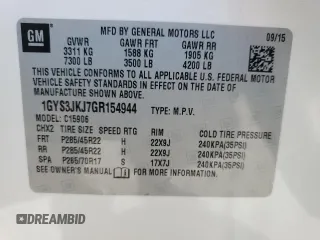 GM
MFD BY GENERAL MOTORS LLC
09/15
GVWR GAWR FRT GAWR RR
3311 KG 1588 KG 1905 KG
7300 LB 3500 LB 4200 LB
THIS VEHICLE CONFORMS TO ALL APPLICABLE U.S. FEDERAL
MOTOR VEHICLE SAFETY
THEFT PREVENTION STANDARDS IN EFFECT ON THE DATE OF
MANUFACTURE SHOWN ABOVE.
1GYS3JKJ7GR154944 TYPE: M.P.V.
MODEL: C15906
CHX2 TIRE SIZE SPEED RTG RIM COLD TIRE PRESSURE
FRT P285/45R22 H 22X9J 240KPA(35PSI)
RR P285/45R22 H 22X9J 240KPA(35PSI)
SPA P265/70R17 S 17X7J 240KPA(35PSI)
SEE OWNER'S MANUAL
DREAMBID